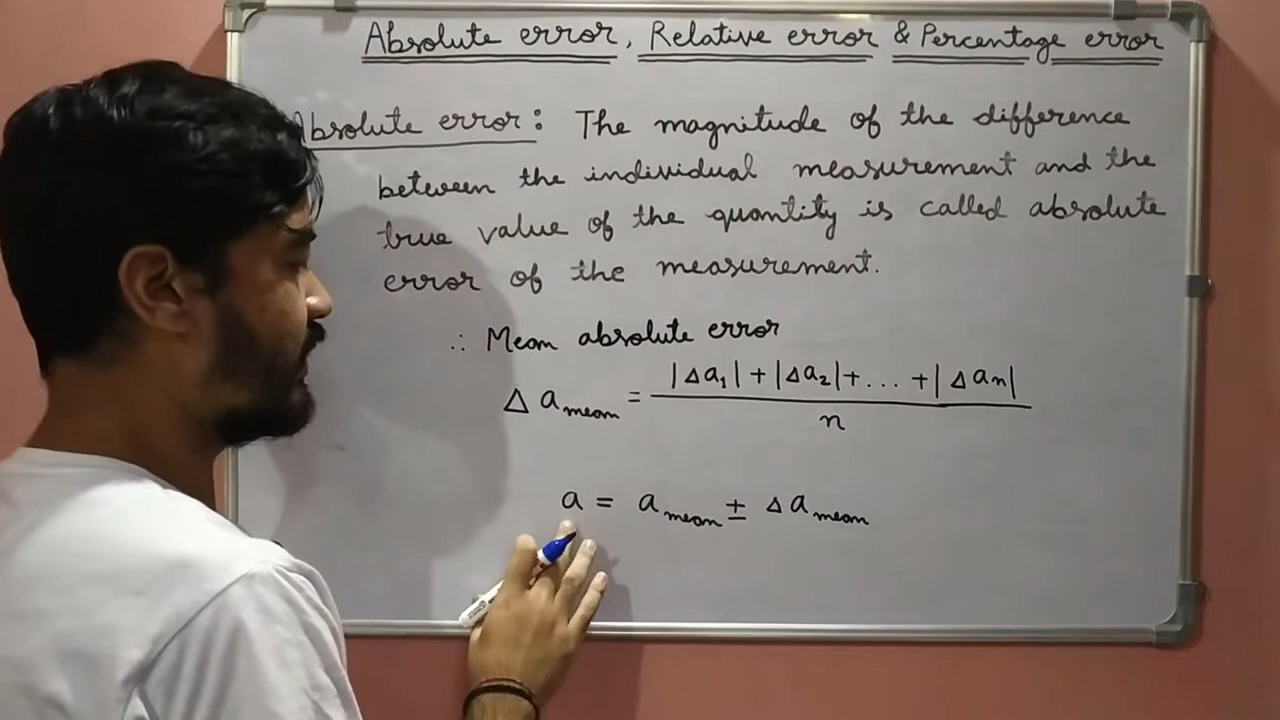 Absolute error, Relative error & Percentage error
Absolute error: The magnitude of the difference
between the individual measurement and the
true value of the quantity is called absolute
error of the measurement.
∴ Mean absolute error
Δ a_mean = (|Δa₁| + |Δa₂| + ... + |Δaₙ|) / n
a = a_mean ± Δa_mean